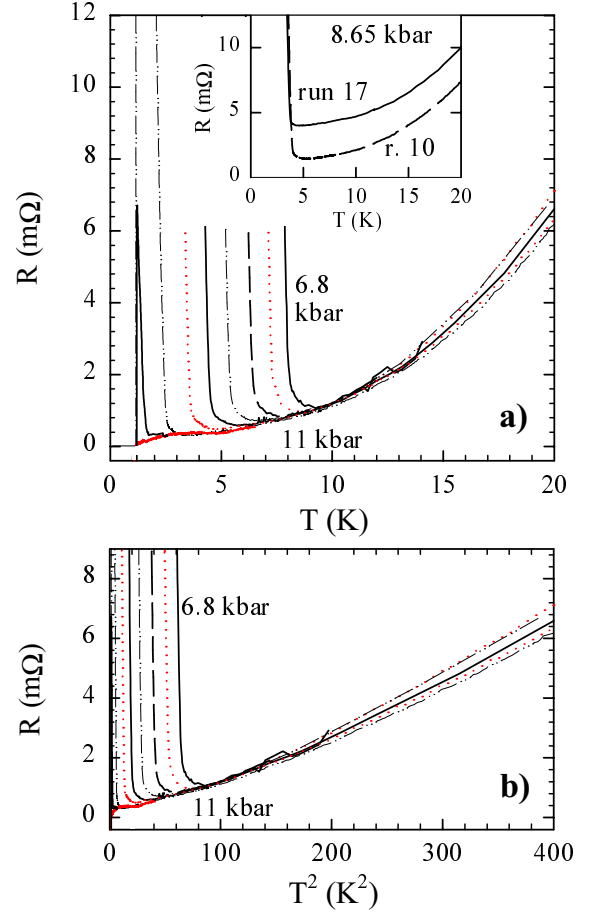 12
10
8
6
4
2
0
R (mΩ)
10
5
0
R (mΩ)
8.65 kbar
run 17
r. 10
0 5 10 15 20
T (K)
6.8
kbar
11 kbar
a)
0 5 10 15 20
T (K)
8
6
4
2
0
R (mΩ)
6.8 kbar
11 kbar
b)
0 100 200 300 400
T² (K²)